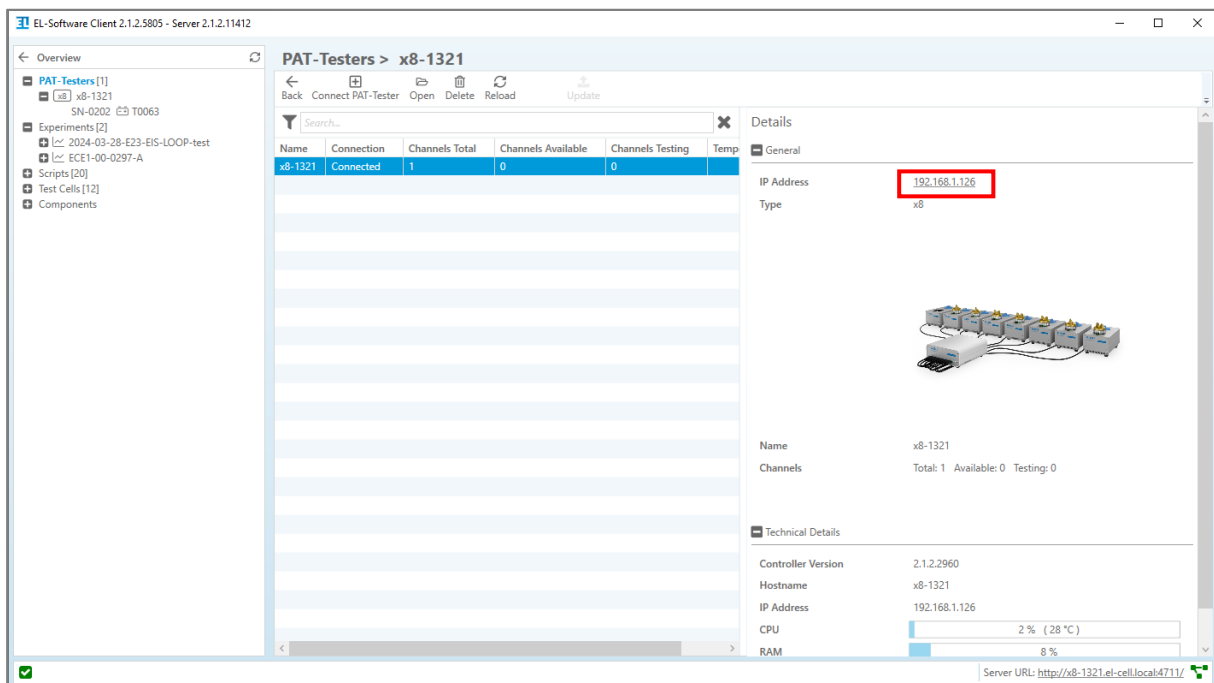 EL-Software Client 2.1.2.5805 - Server 2.1.2.11412
Overview
PAT-Testers [1]
x8 x8-1321
SN-0202 T0063
Experiments [2]
2024-03-28-E23-EIS-LOOP-test
ECE1-00-0297-A
Scripts [20]
Test Cells [12]
Components
PAT-Testers > x8-1321
Back Connect PAT-Tester Open Delete Reload Update
Search...
Name Connection Channels Total Channels Available Channels Testing Temp
x8-1321 Connected 1 0 0
Details
General
IP Address 192.168.1.126
Type x8
Name x8-1321
Channels Total: 1 Available: 0 Testing: 0
Technical Details
Controller Version 2.1.2.2960
Hostname x8-1321
IP Address 192.168.1.126
CPU 2 % ( 28 °C )
RAM 8 %
Server URL: http://x8-1321.el-cell.local:4711/